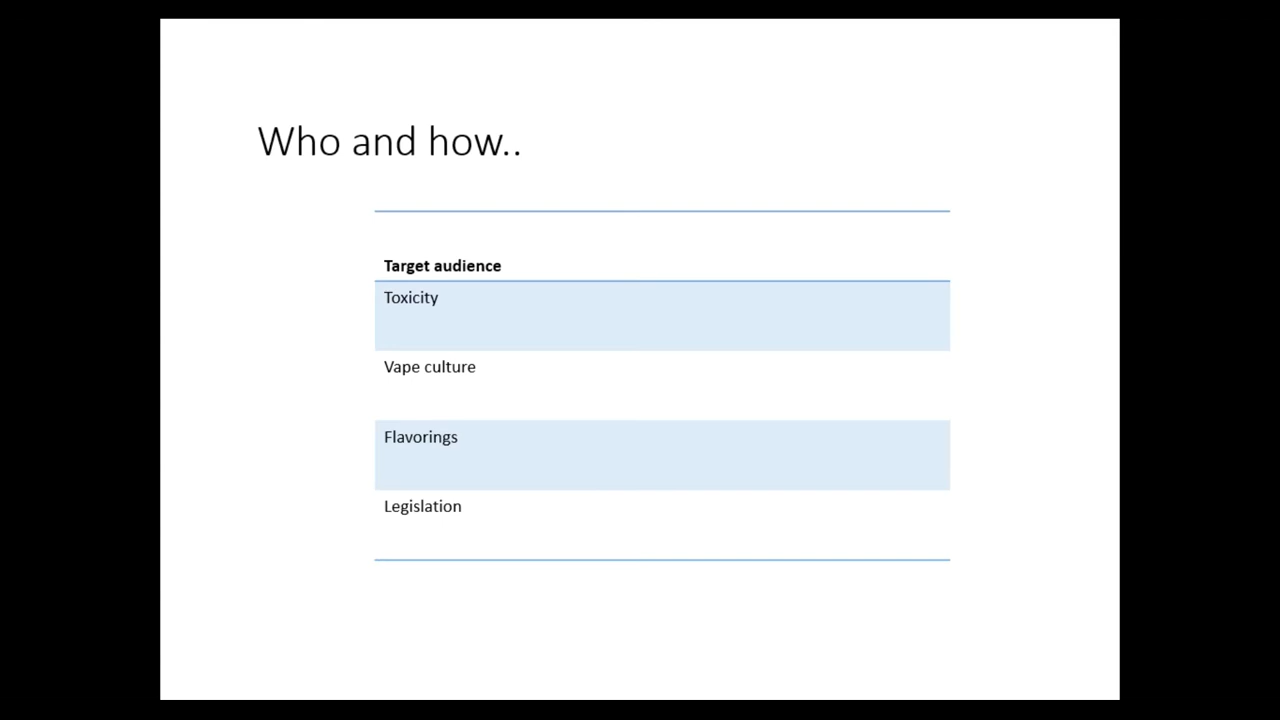 Who and how..
Target audience
Toxicity
Vape culture
Flavorings
Legislation